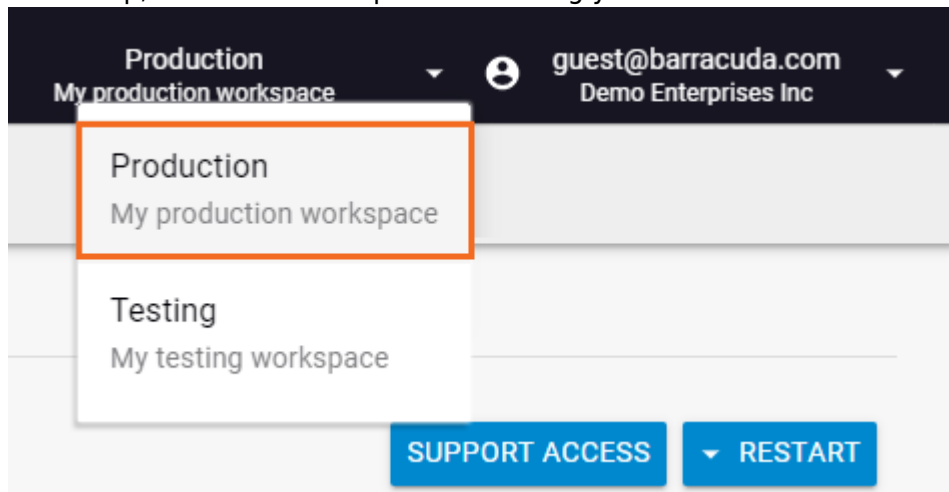 Production
My production workspace
guest@barracuda.com
Demo Enterprises Inc
Production
My production workspace
Testing
My testing workspace
SUPPORT ACCESS
RESTART